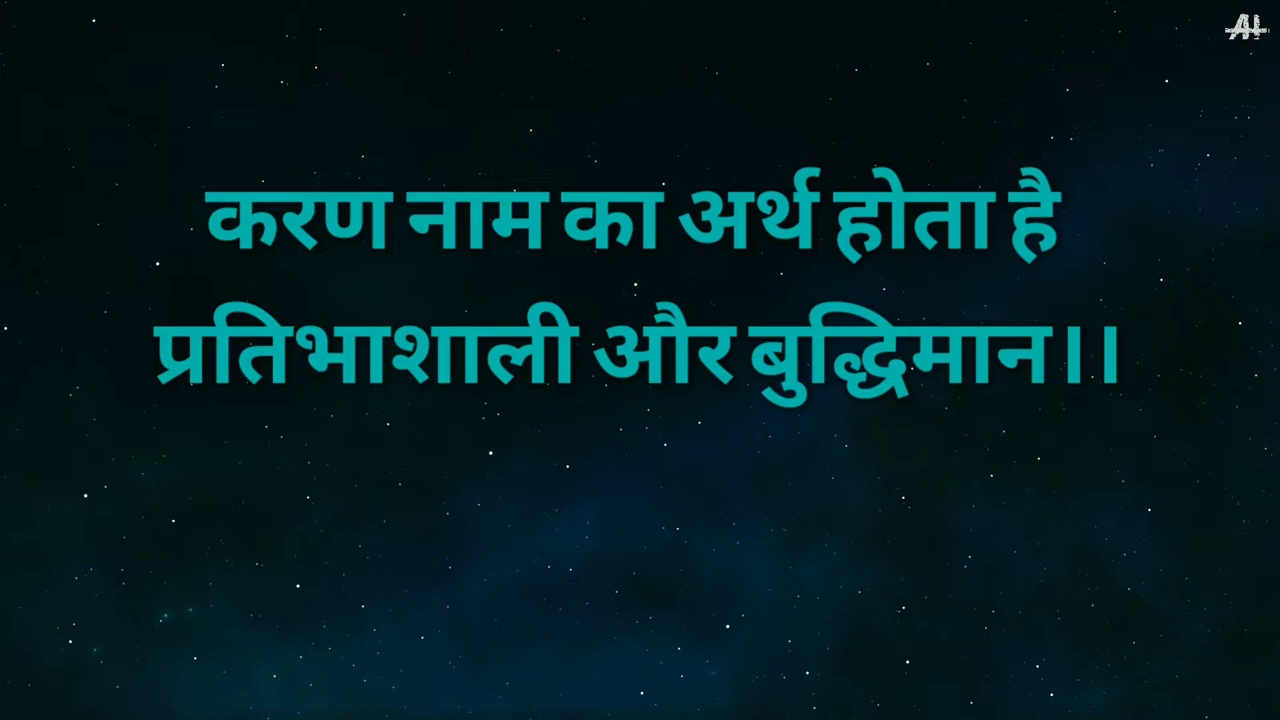 करण नाम का अर्थ होता है
प्रतिभाशाली और बुद्धिमान।।